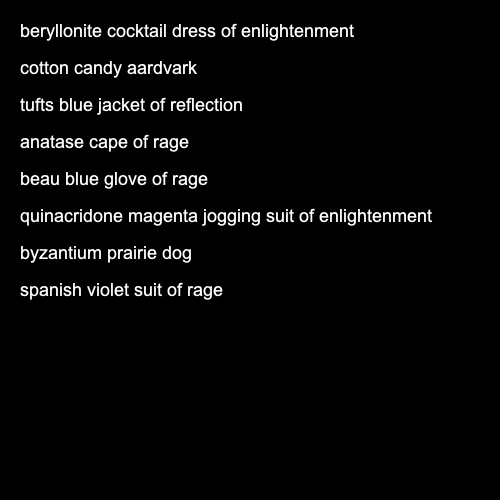 beryllonite cocktail dress of enlightenment
cotton candy aardvark
tufts blue jacket of reflection
anatase cape of rage
beau blue glove of rage
quinacridone magenta jogging suit of enlightenment
byzantium prairie dog
spanish violet suit of rage